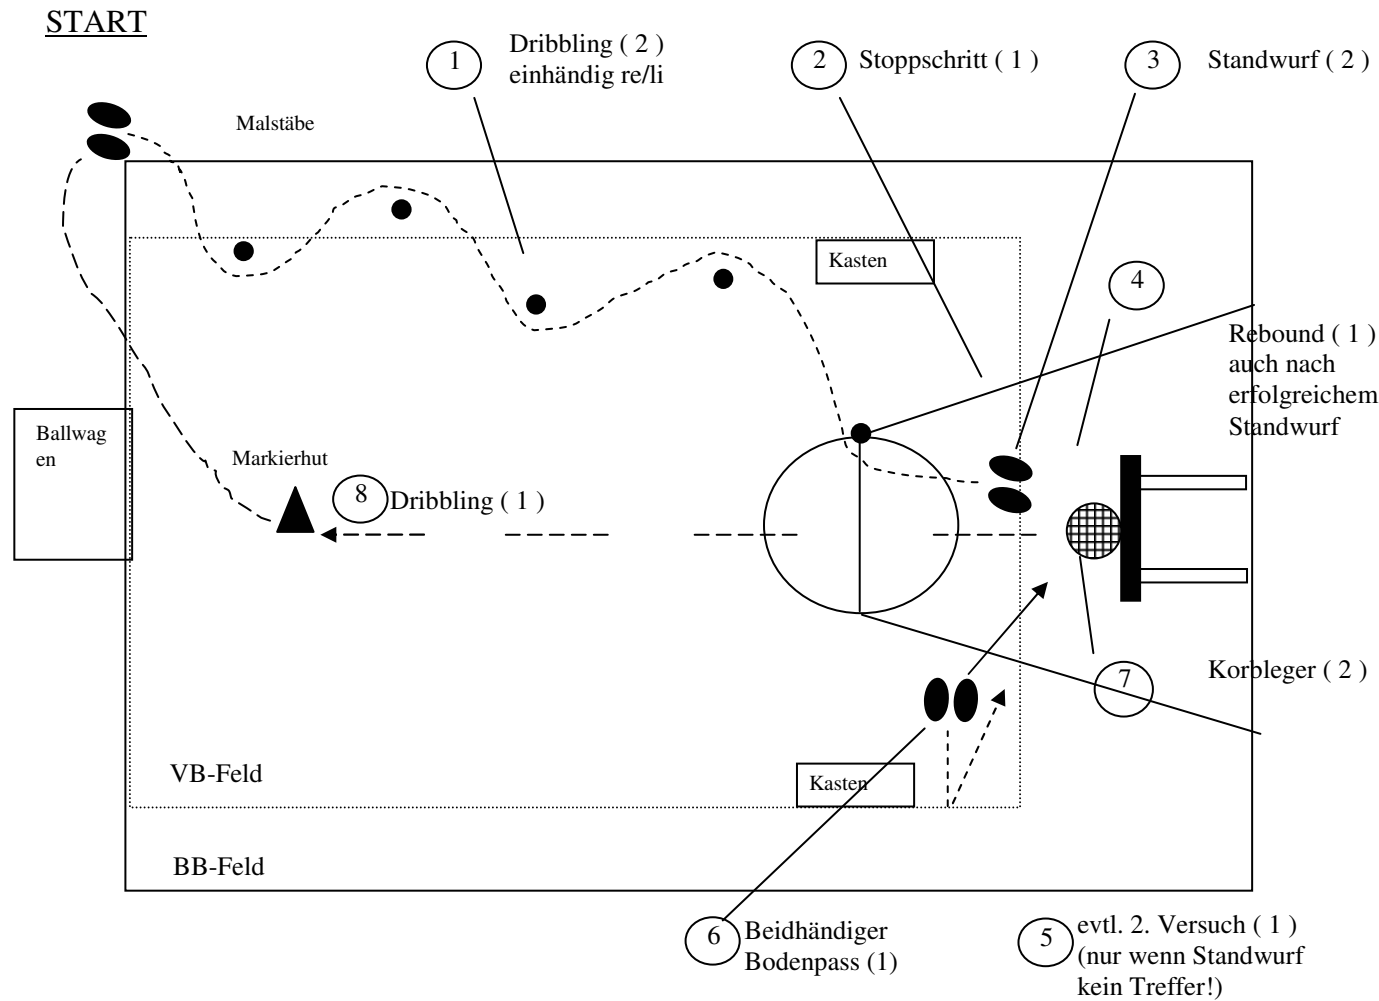 START
1
Dribbling ( 2 )
einhändig re/li
2
Stoppschritt ( 1 )
3
Standwurf ( 2 )
Malstäbe
Kasten
4
Rebound ( 1 )
auch nach
erfolgreichem
Standwurf
Ballwag
en
Markierhut
8
Dribbling ( 1 )
7
Korbleger ( 2 )
VB-Feld
Kasten
BB-Feld
6
Beidhändiger
Bodenpass (1)
5
evtl. 2. Versuch ( 1 )
(nur wenn Standwurf
kein Treffer!)